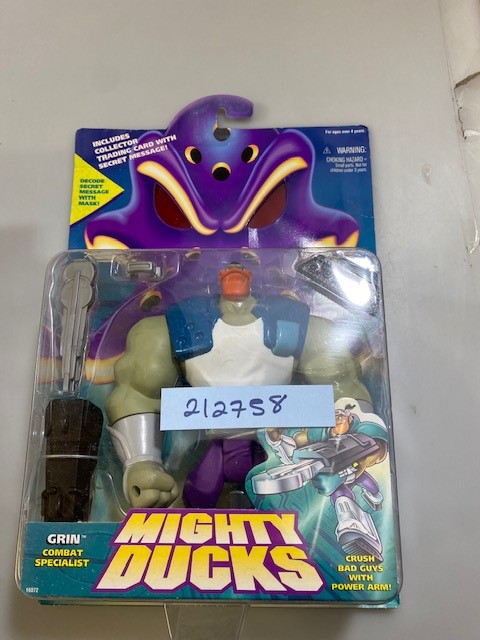 INCLUDES
COLLECTOR
TRADING CARD WITH
SECRET MESSAGE!
For ages over 4 years
⚠ WARNING:
CHOKING HAZARD –
Small parts. Not for
children under 3 years.
DECODE
SECRET
MESSAGE
WITH
MASK!
212758
GRIN™
COMBAT
SPECIALIST
MIGHTY
DUCKS
CRUSH
BAD GUYS
WITH
POWER ARM!